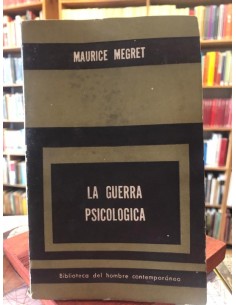 MAURICE MEGRET
LA GUERRA
PSICOLOGICA
Biblioteca del hombre contemporáneo